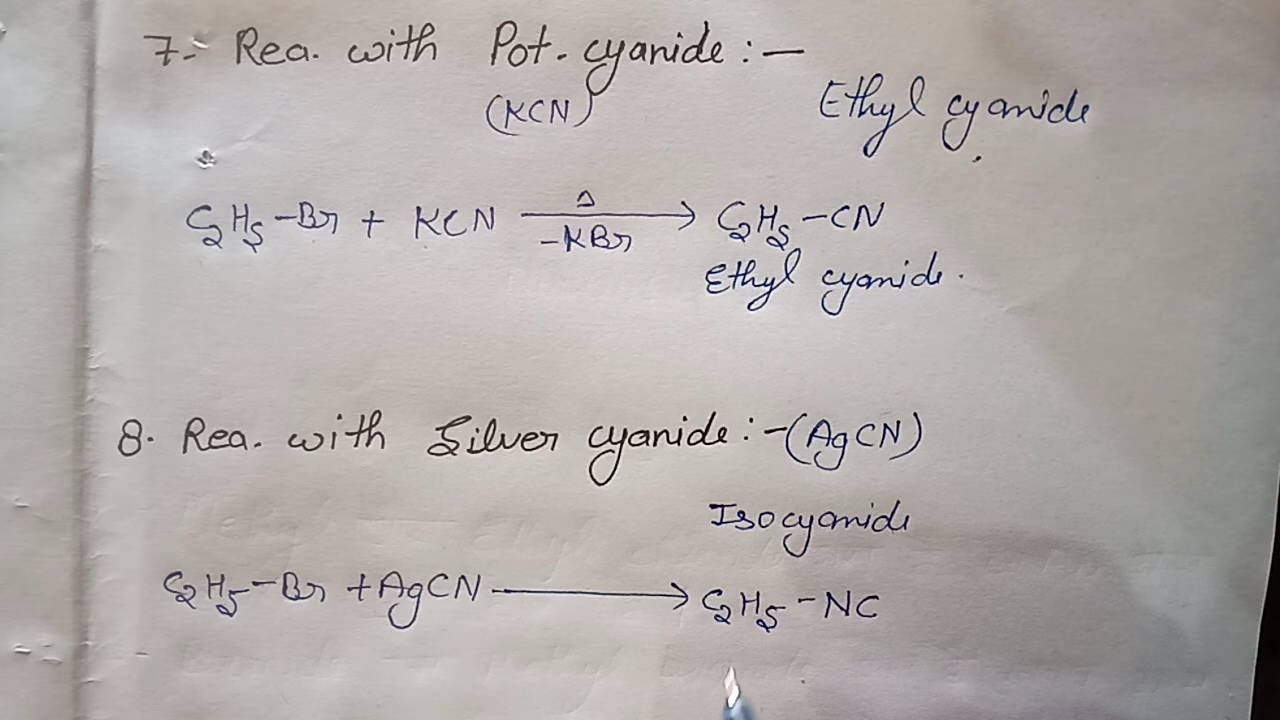 7- Rea. with Pot. cyanide :-
(KCN)
Ethyl cyanide
C2H5-Br + KCN Δ -KBr → C2H5-CN
Ethyl cyanide.
8. Rea. with Silver cyanide :- (AgCN)
Isocyanide
C2H5-Br + AgCN → C2H5-NC